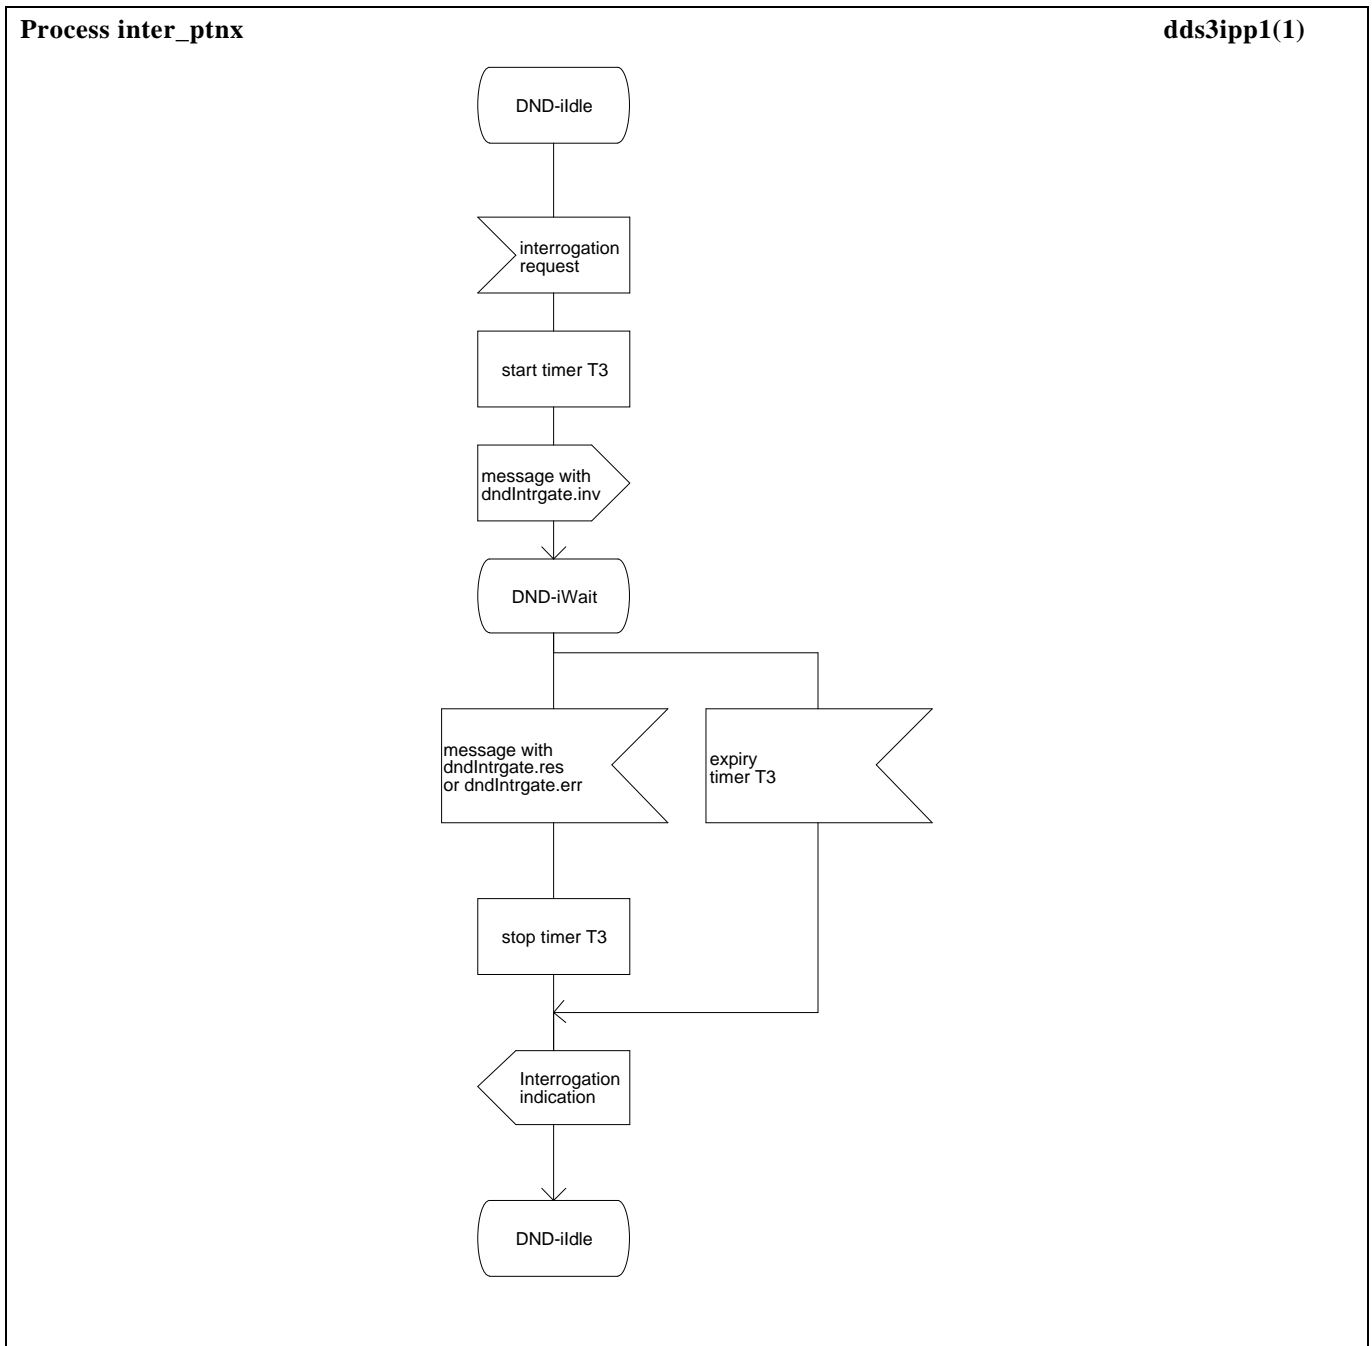 Process inter_ptnx
dds3ipp1(1)
DND-iIdle
interrogation
request
start timer T3
message with
dndIntrgate.inv
DND-iWait
message with
dndIntrgate.res
or dndIntrgate.err
expiry
timer T3
stop timer T3
Interrogation
indication
DND-iIdle